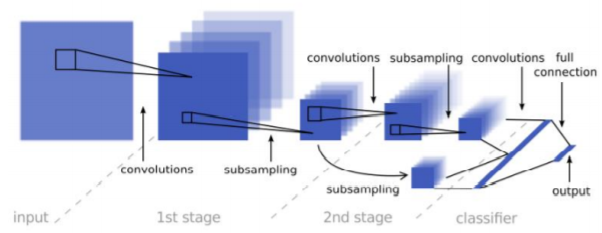 convolutions subsampling convolutions full
connection
convolutions subsampling
subsampling
output
input 1st stage 2nd stage classifier